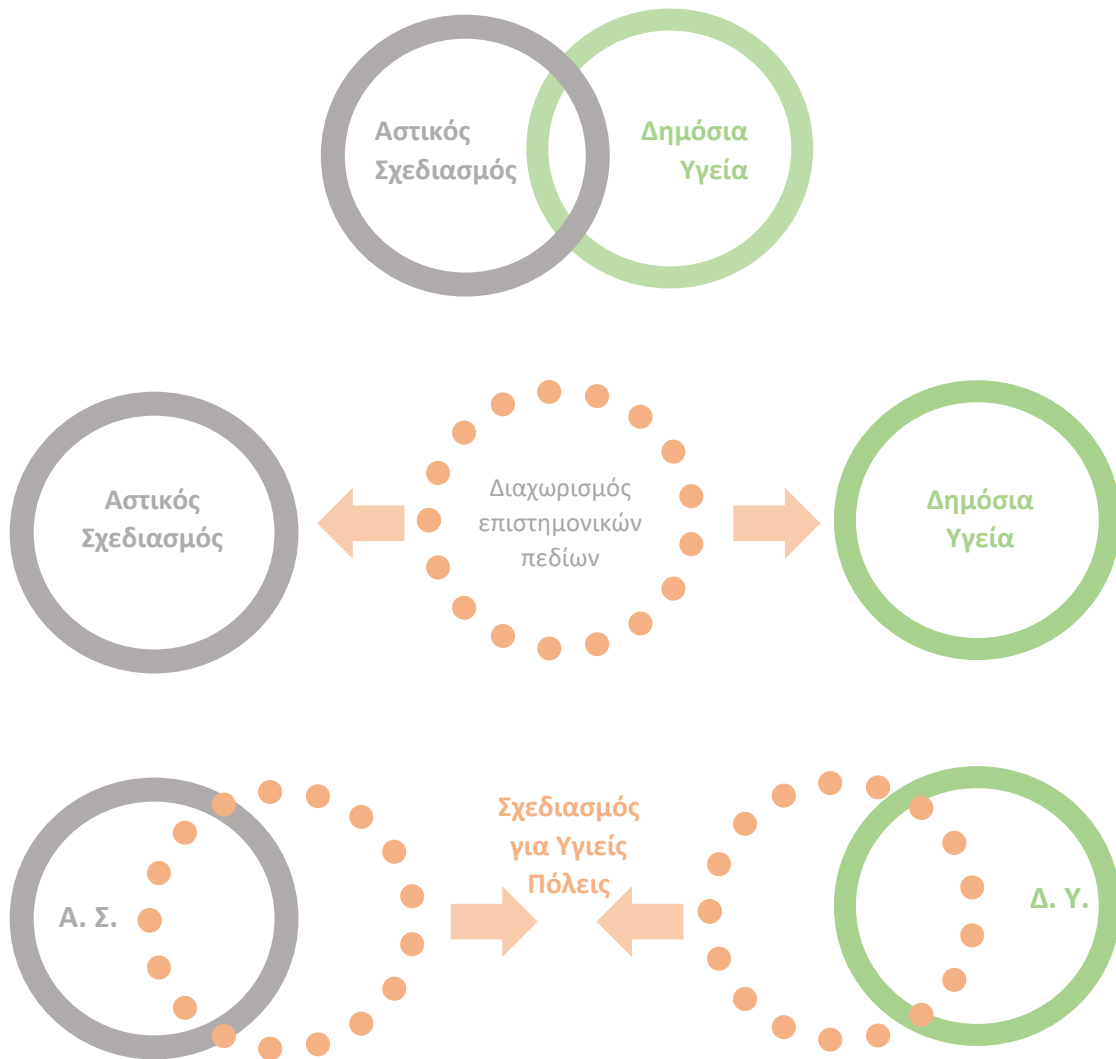 Αστικός
Σχεδιασμός
Δημόσια
Υγεία
Αστικός
Σχεδιασμός
Διαχωρισμός
επιστημονικών
πεδίων
Δημόσια
Υγεία
Α. Σ.
Σχεδιασμός
για Υγιείς
Πόλεις
Δ. Υ.